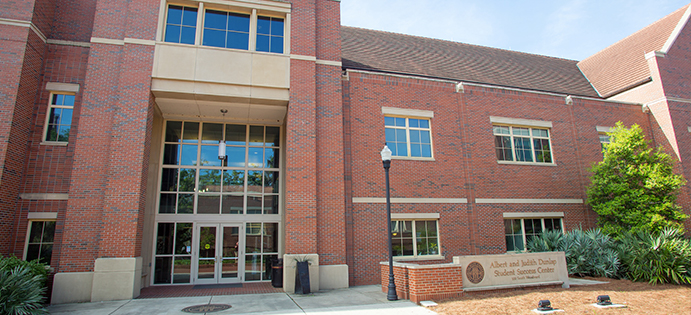 Albert and Judith Dunlap
Student Success Center